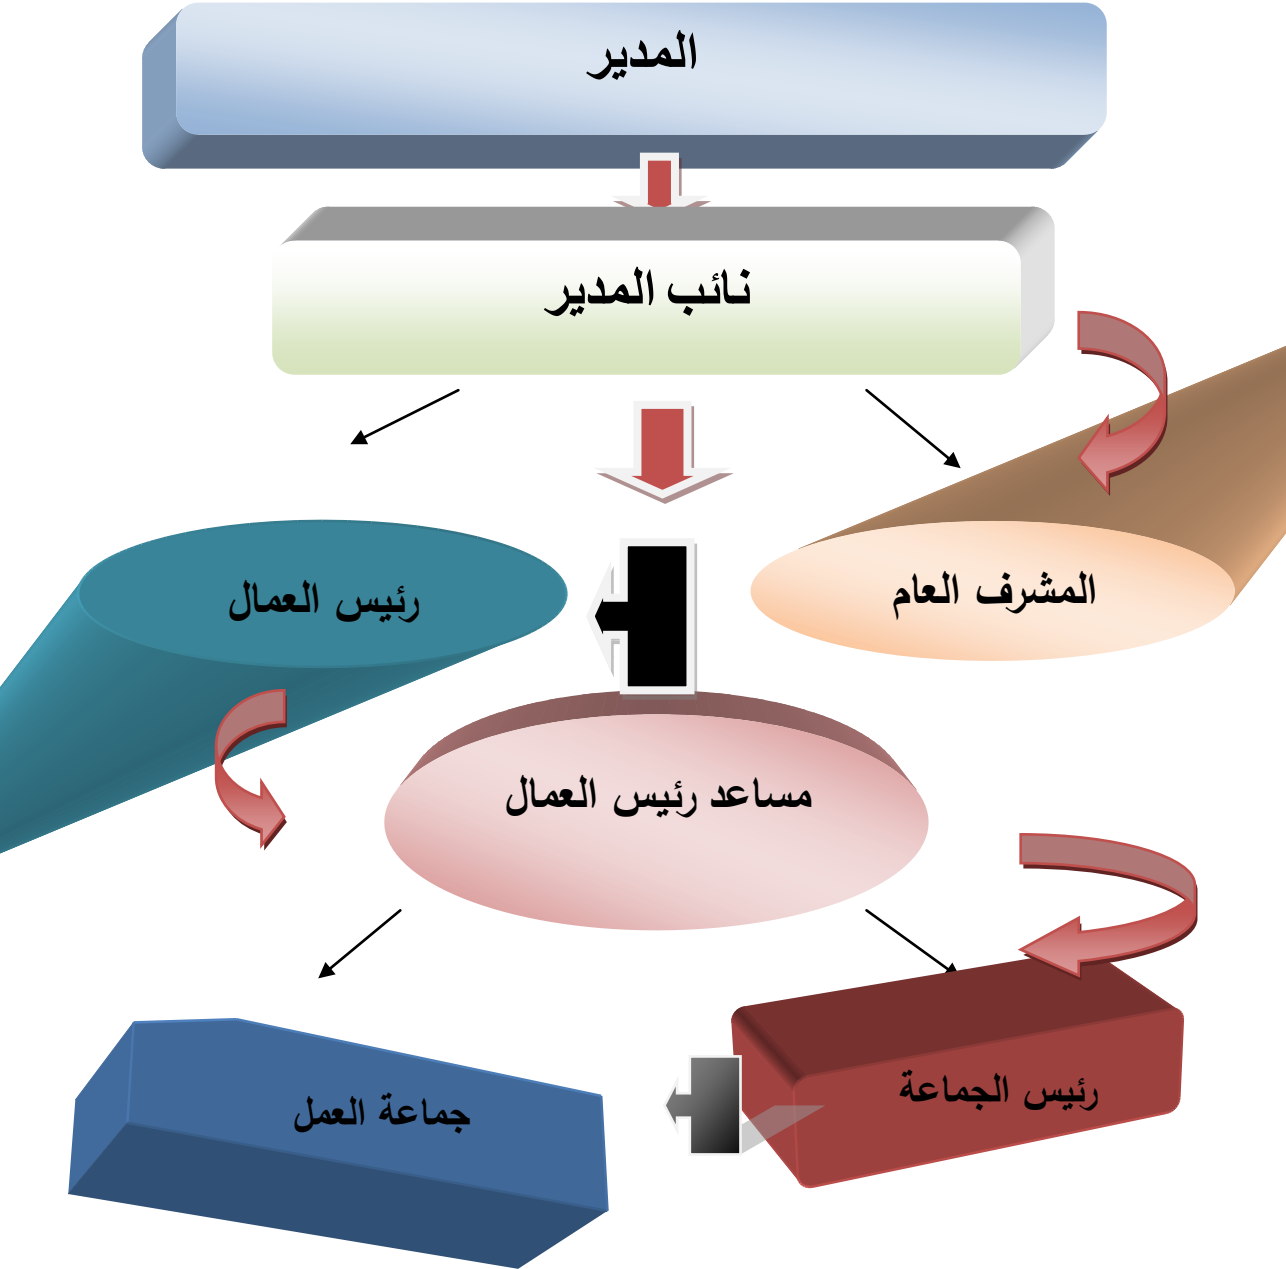 المدير
نائب المدير
المشرف العام
رئيس العمال
مساعد رئيس العمال
رئيس الجماعة
جماعة العمل